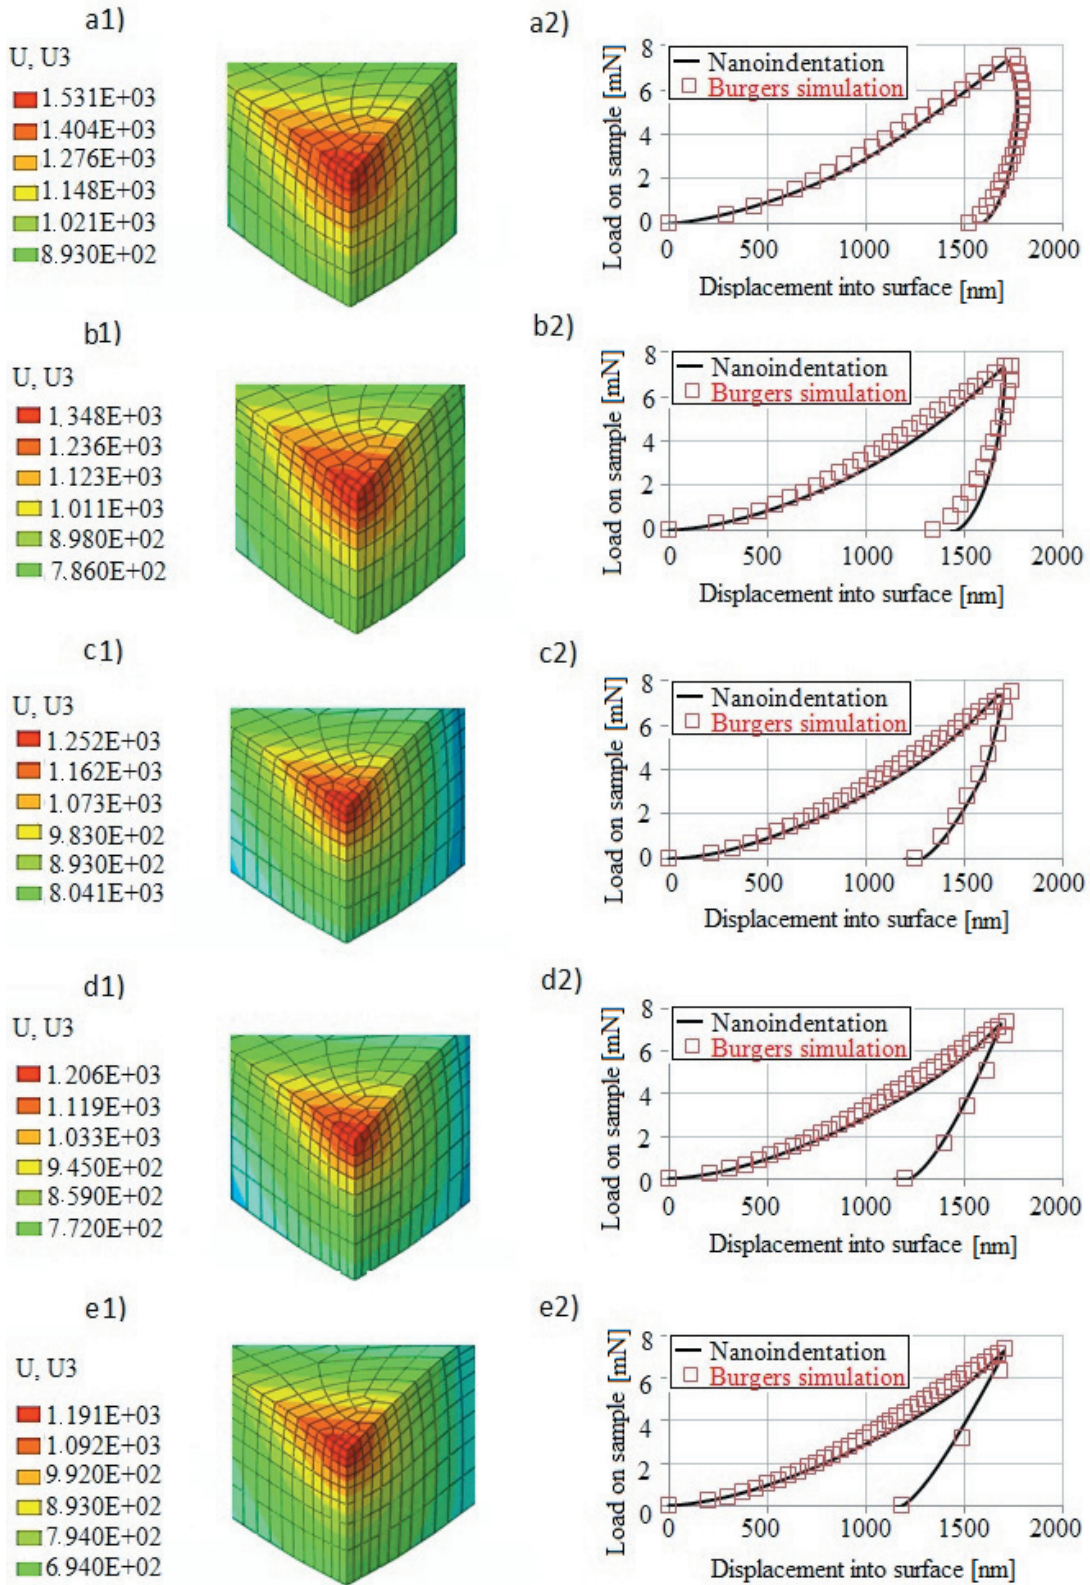 a1)
U, U3
1.531E+03
1.404E+03
1.276E+03
1.148E+03
1.021E+03
8.930E+02
a2)
Load on sample [mN]
8
6
4
2
0
Nanoindentation
Burgers simulation
0 500 1000 1500 2000
Displacement into surface [nm]
b1)
U, U3
1.348E+03
1.236E+03
1.123E+03
1.011E+03
8.980E+02
7.860E+02
b2)
Load on sample [mN]
8
6
4
2
0
Nanoindentation
Burgers simulation
0 500 1000 1500 2000
Displacement into surface [nm]
c1)
U, U3
1.252E+03
1.162E+03
1.073E+03
9.830E+02
8.930E+02
8.041E+03
c2)
Load on sample [mN]
8
6
4
2
0
Nanoindentation
Burgers simulation
0 500 1000 1500 2000
Displacement into surface [nm]
d1)
U, U3
1.206E+03
1.119E+03
1.033E+03
9.450E+02
8.590E+02
7.720E+02
d2)
Load on sample [mN]
8
6
4
2
0
Nanoindentation
Burgers simulation
0 500 1000 1500 2000
Displacement into surface [nm]
e1)
U, U3
1.191E+03
1.092E+03
9.920E+02
8.930E+02
7.940E+02
6.940E+02
e2)
Load on sample [mN]
8
6
4
2
0
Nanoindentation
Burgers simulation
0 500 1000 1500 2000
Displacement into surface [nm]